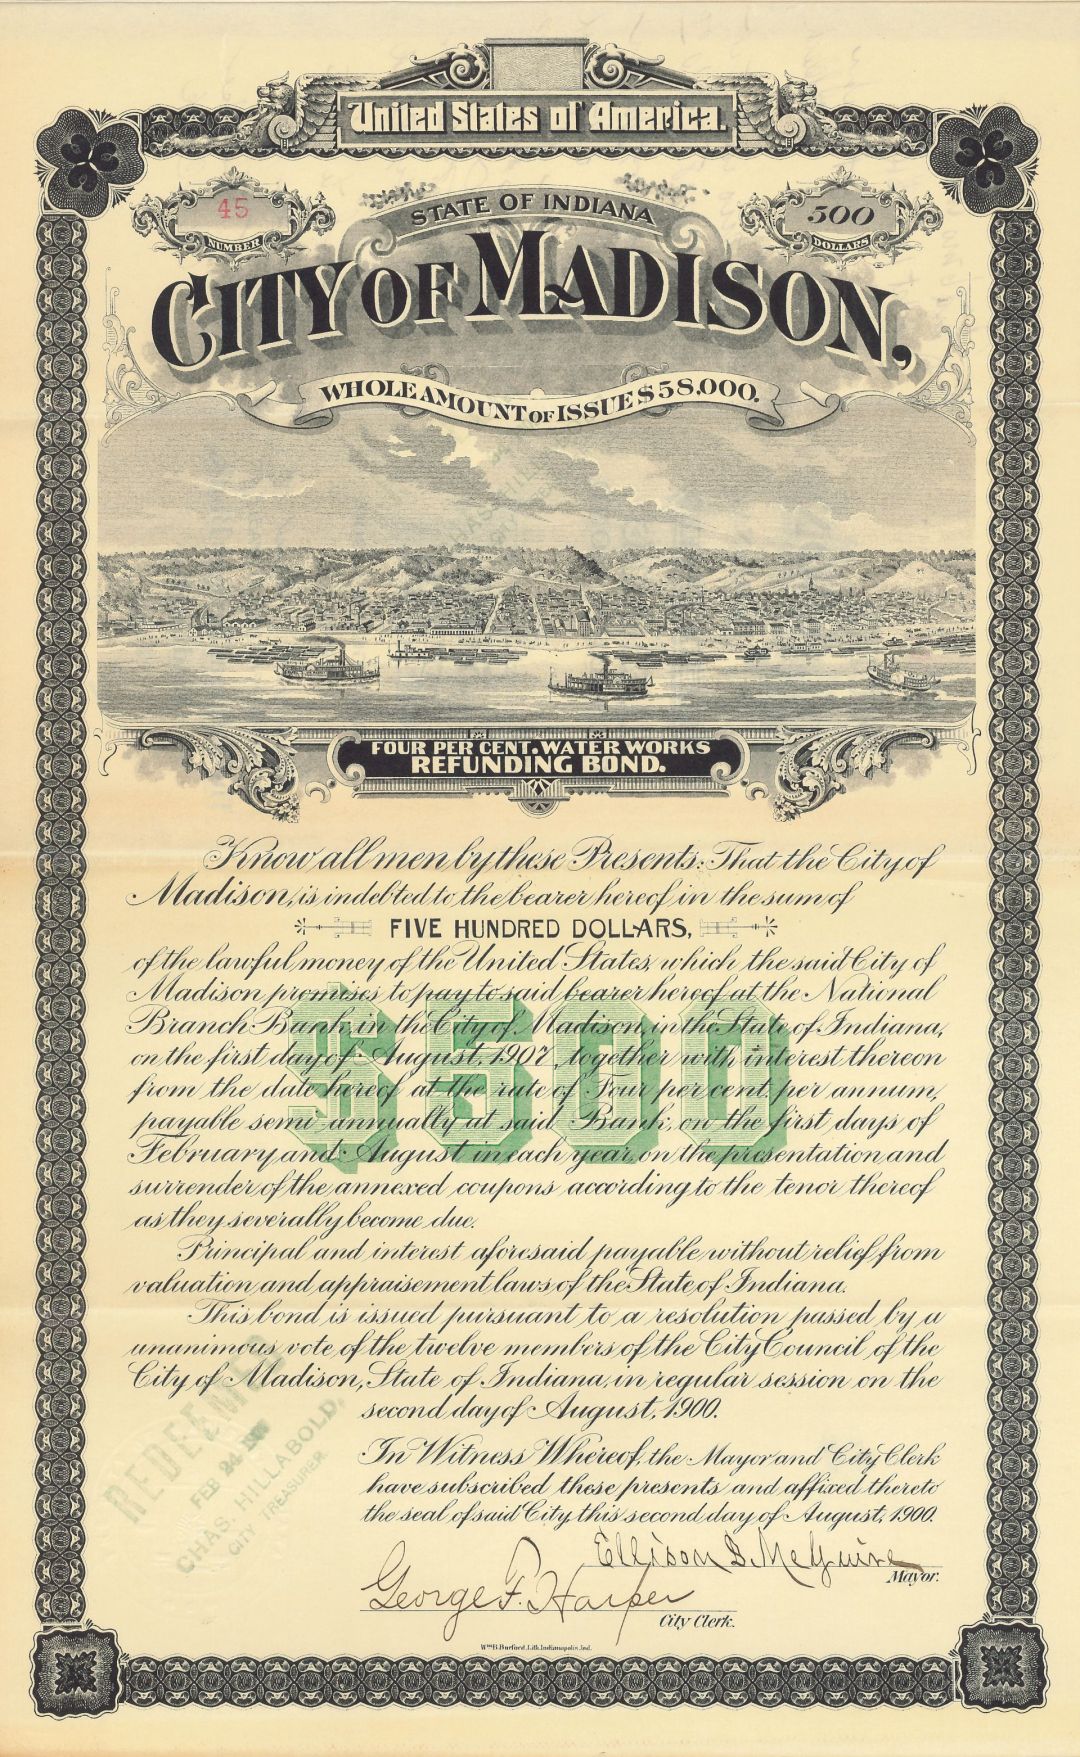 United States of America.
45
NUMBER
500
DOLLARS
STATE OF INDIANA
CITY OF MADISON,
WHOLE AMOUNT OF ISSUE $58,000.
FOUR PER CENT. WATER WORKS
REFUNDING BOND.
Know all men by these Presents: That the City of
Madison, is indebted to the bearer hereof in the sum of
FIVE HUNDRED DOLLARS,
of the lawful money of the United States, which the said City of
Madison promises to pay to said bearer hereof at the National
Branch Bank, in the City of Madison, in the State of Indiana,
on the first day of August, 1907, together with interest thereon
from the date hereof at the rate of Four per cent. per annum,
payable semi-annually at said Bank, on the first days of
February and August in each year, on the presentation and
surrender of the annexed coupons according to the tenor thereof
as they severally become due.
$500
Principal and interest aforesaid payable without relief from
valuation and appraisement laws of the State of Indiana.
This bond is issued pursuant to a resolution passed by a
unanimous vote of the twelve members of the City Council of the
City of Madison, State of Indiana, in regular session on the
second day of August, 1900.
In Witness Whereof, the Mayor and City Clerk
have subscribed these presents and affixed thereto
the seal of said City this second day of August, 1900.
REDEEMED
FEB 24
CHAS. HILLABOLD,
CITY TREASURER
Ellison B. McGuire
Mayor.
George F. Harper
City Clerk.
Wm. B. Burford, Lith. Indianapolis, Ind.